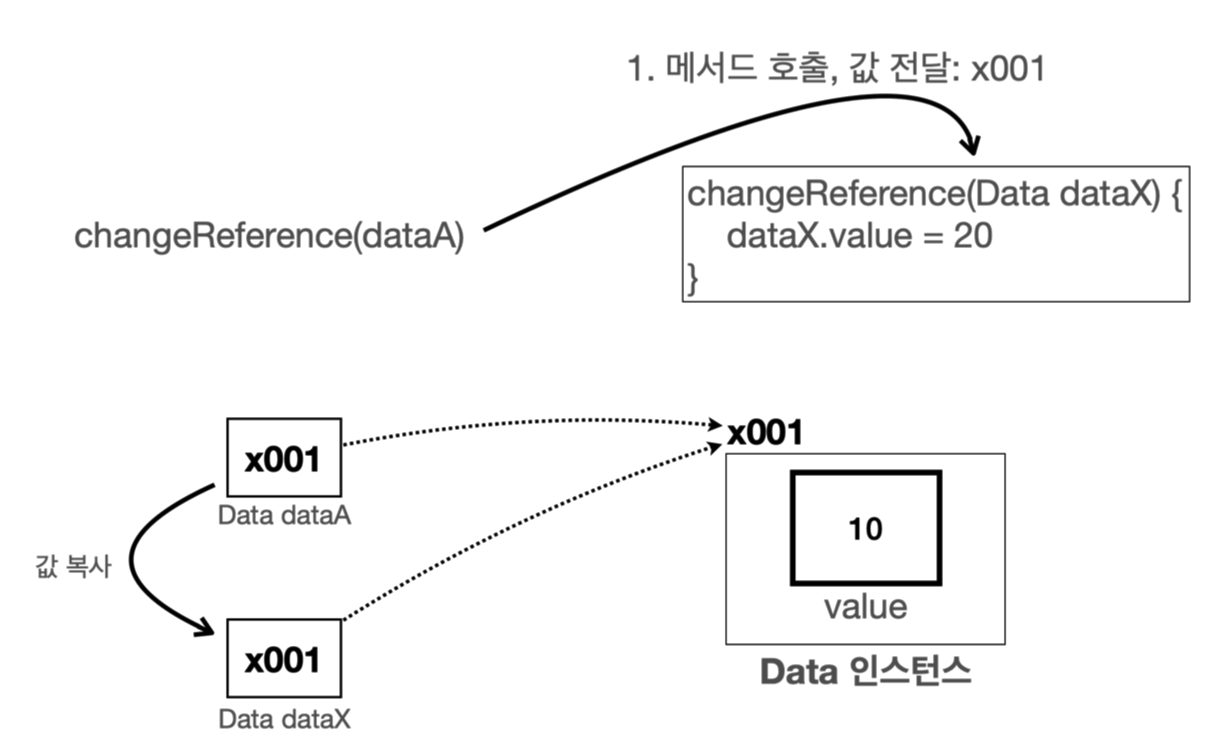 1. 메서드 호출, 값 전달: x001
changeReference(dataA)
changeReference(Data dataX) {
dataX.value = 20
}
x001
Data dataA
값 복사
x001
Data dataX
x001
10
value
Data 인스턴스